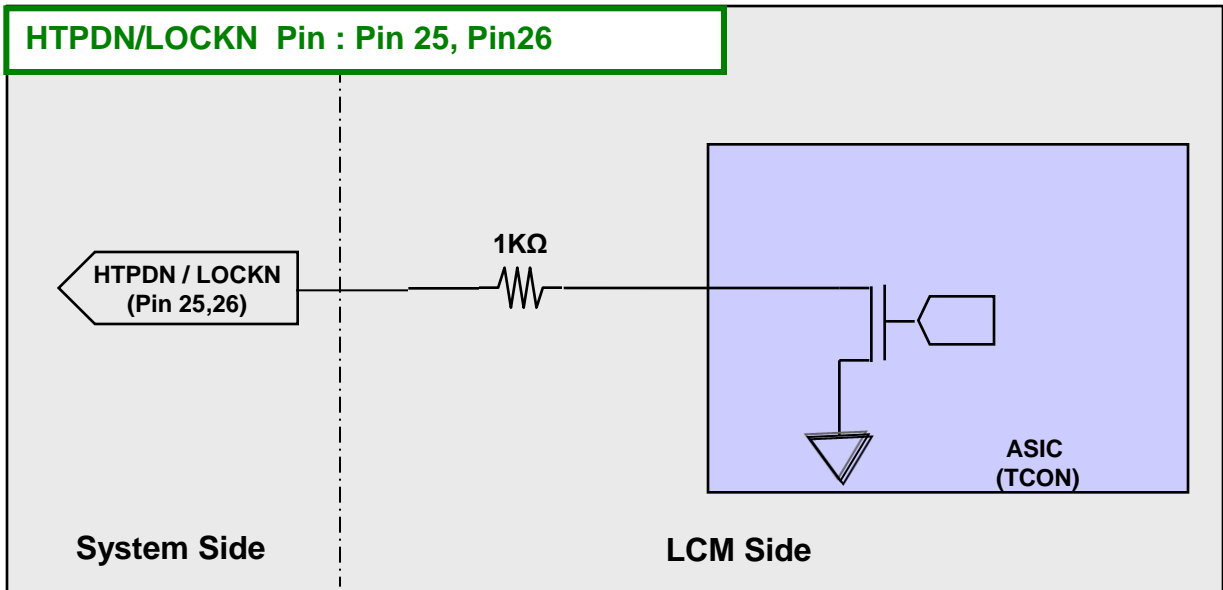 HTPDN/LOCKN Pin : Pin 25, Pin26
1KΩ
HTPDN / LOCKN
(Pin 25,26)
ASIC
(TCON)
System Side
LCM Side